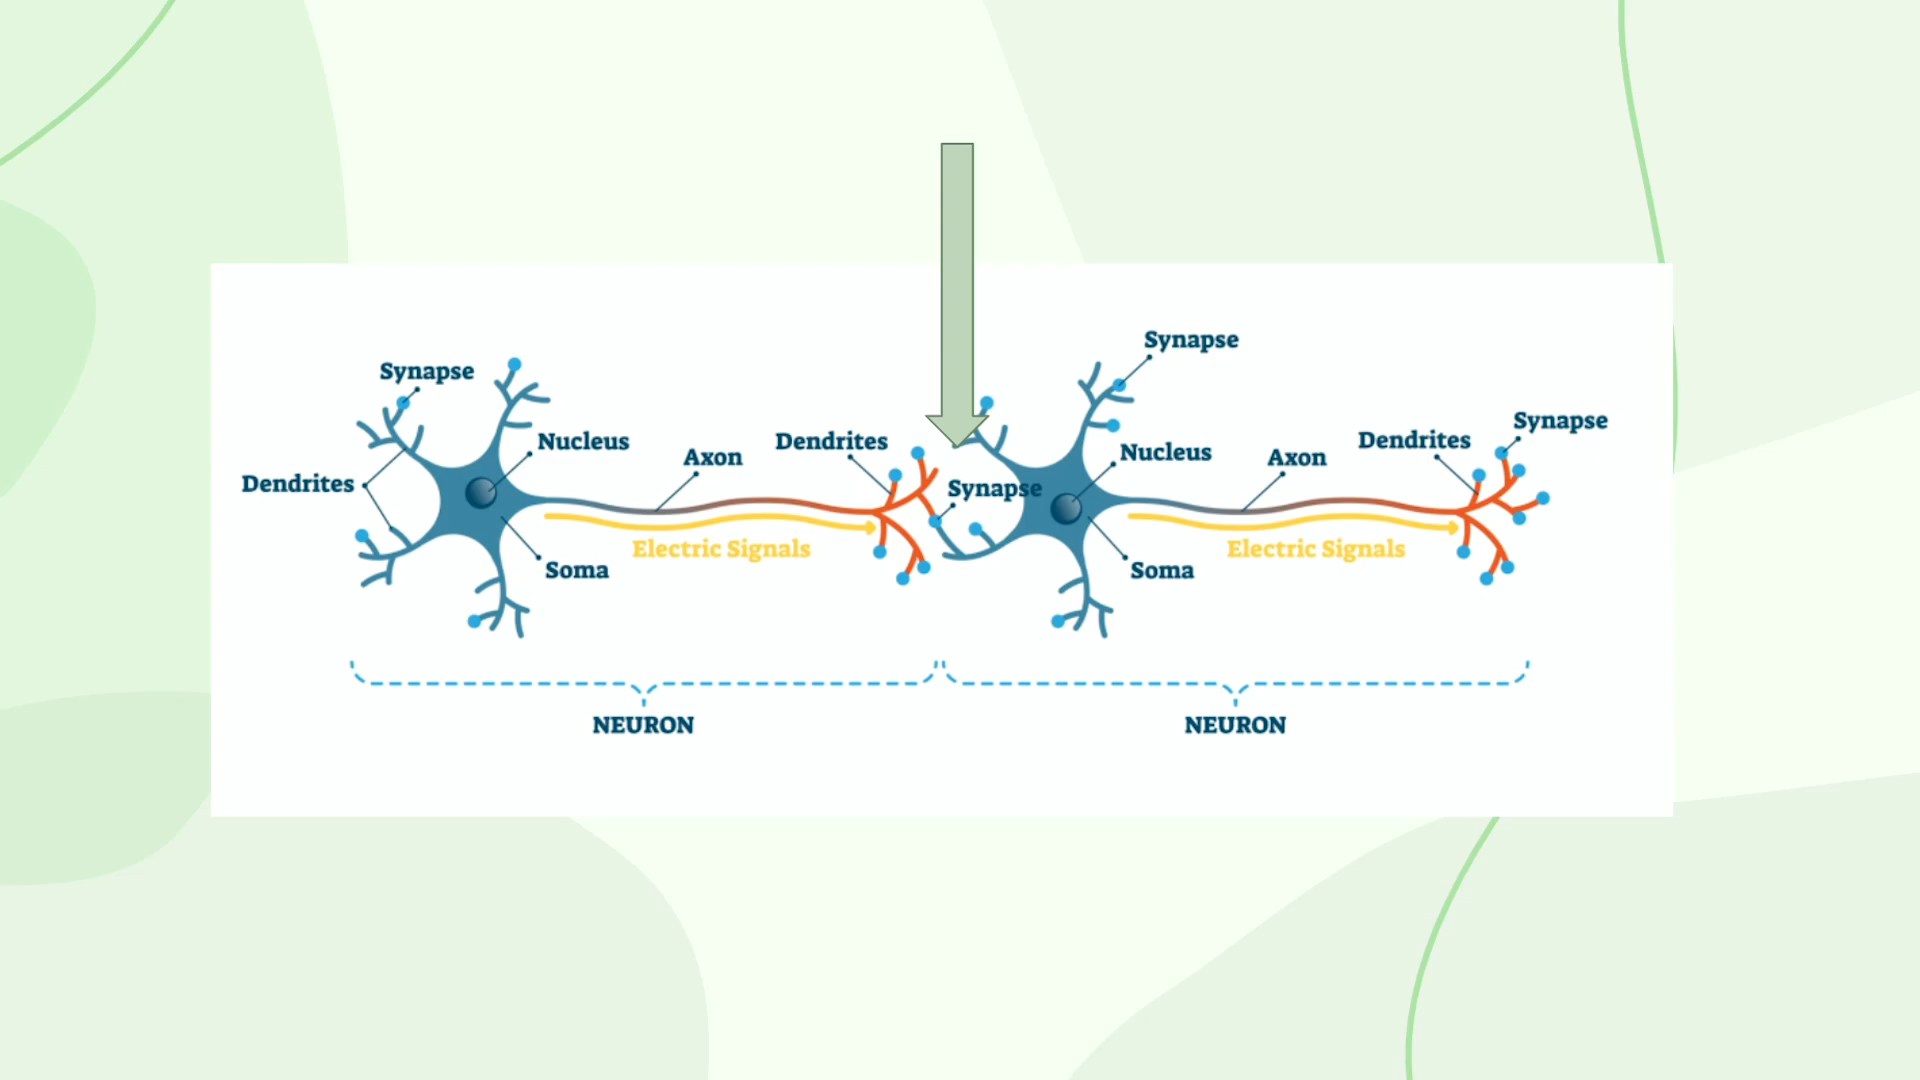 Synapse
Synapse
Synapse
Nucleus
Dendrites
Dendrites
Nucleus
Axon
Axon
Dendrites
Synapse
Electric Signals
Electric Signals
Soma
Soma
NEURON
NEURON